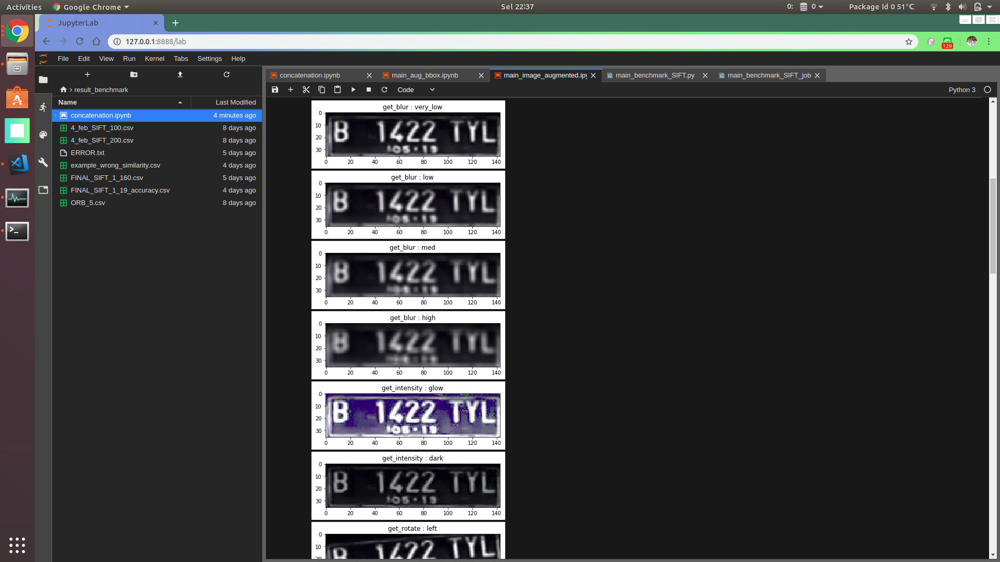 Activities
Google Chrome
Sel 22:37
0:
0
Package id 0 51°C
JupyterLab
127.0.0.1:8888/lab
129
File Edit View Run Kernel Tabs Settings Help
result_benchmark
Name Last Modified
concatenation.ipynb 4 minutes ago
4_feb_SIFT_100.csv 8 days ago
4_feb_SIFT_200.csv 8 days ago
ERROR.txt 5 days ago
example_wrong_similarity.csv 4 days ago
FINAL_SIFT_1_160.csv 5 days ago
FINAL_SIFT_1_19_accuracy.csv 4 days ago
ORB_5.csv 8 days ago
concatenation.ipynb
main_aug_bbox.ipynb
main_image_augmented.ipy
main_benchmark_SIFT.py
main_benchmark_SIFT_job
Code
Python 3
get_blur : very_low
0
10
20
30
B 1422 TYL
05·19
0 20 40 60 80 100 120 140
get_blur : low
0
10
20
30
B 1422 TYL
05·19
0 20 40 60 80 100 120 140
get_blur : med
0
10
20
30
B 1422 TYL
0 20 40 60 80 100 120 140
get_blur : high
0
10
20
30
B 1422 TYL
0 20 40 60 80 100 120 140
get_intensity : glow
0
10
20
30
B 1422 TYL
05·19
0 20 40 60 80 100 120 140
get_intensity : dark
0
10
20
30
B 1422 TYL
05·19
0 20 40 60 80 100 120 140
get_rotate : left
0
10
20
B 1422 TYL